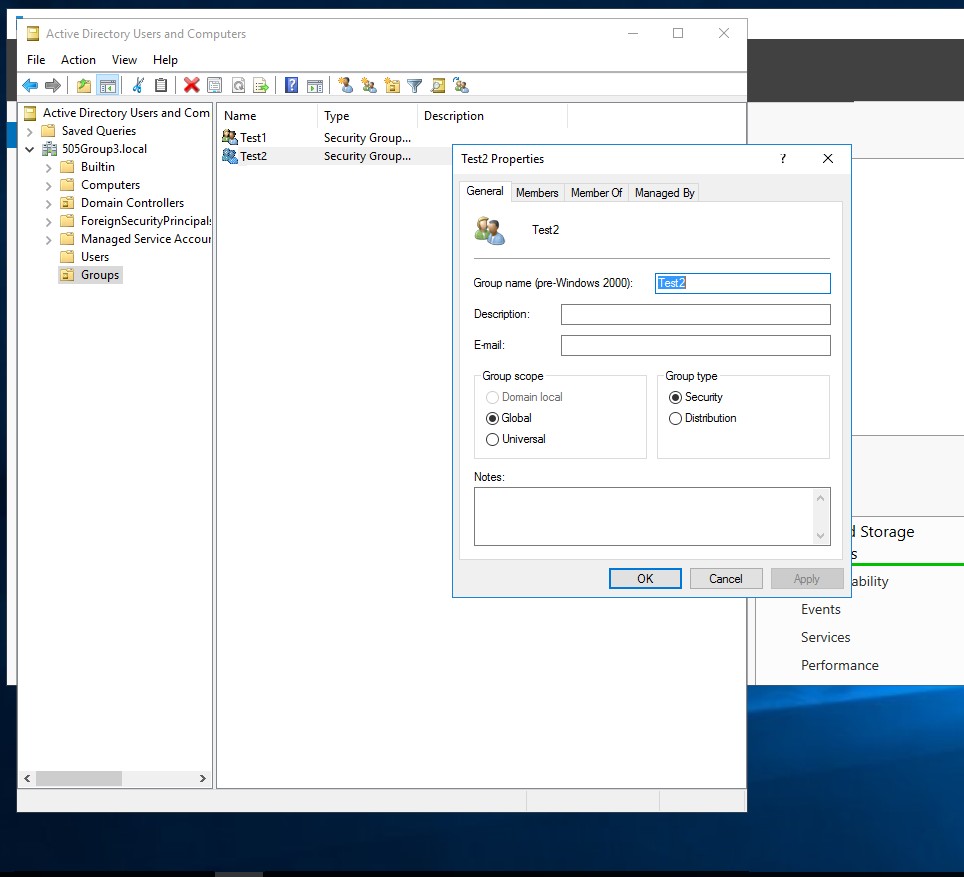 Active Directory Users and Computers
File Action View Help
Active Directory Users and Com
Saved Queries
505Group3.local
Builtin
Computers
Domain Controllers
ForeignSecurityPrincipals
Managed Service Accour
Users
Groups
Name Type Description
Test1 Security Group...
Test2 Security Group...
Test2 Properties
General Members Member Of Managed By
Test2
Group name (pre-Windows 2000): Test2
Description:
E-mail:
Group scope
Domain local
Global
Universal
Group type
Security
Distribution
Notes:
OK Cancel Apply
d Storage
s
ability
Events
Services
Performance